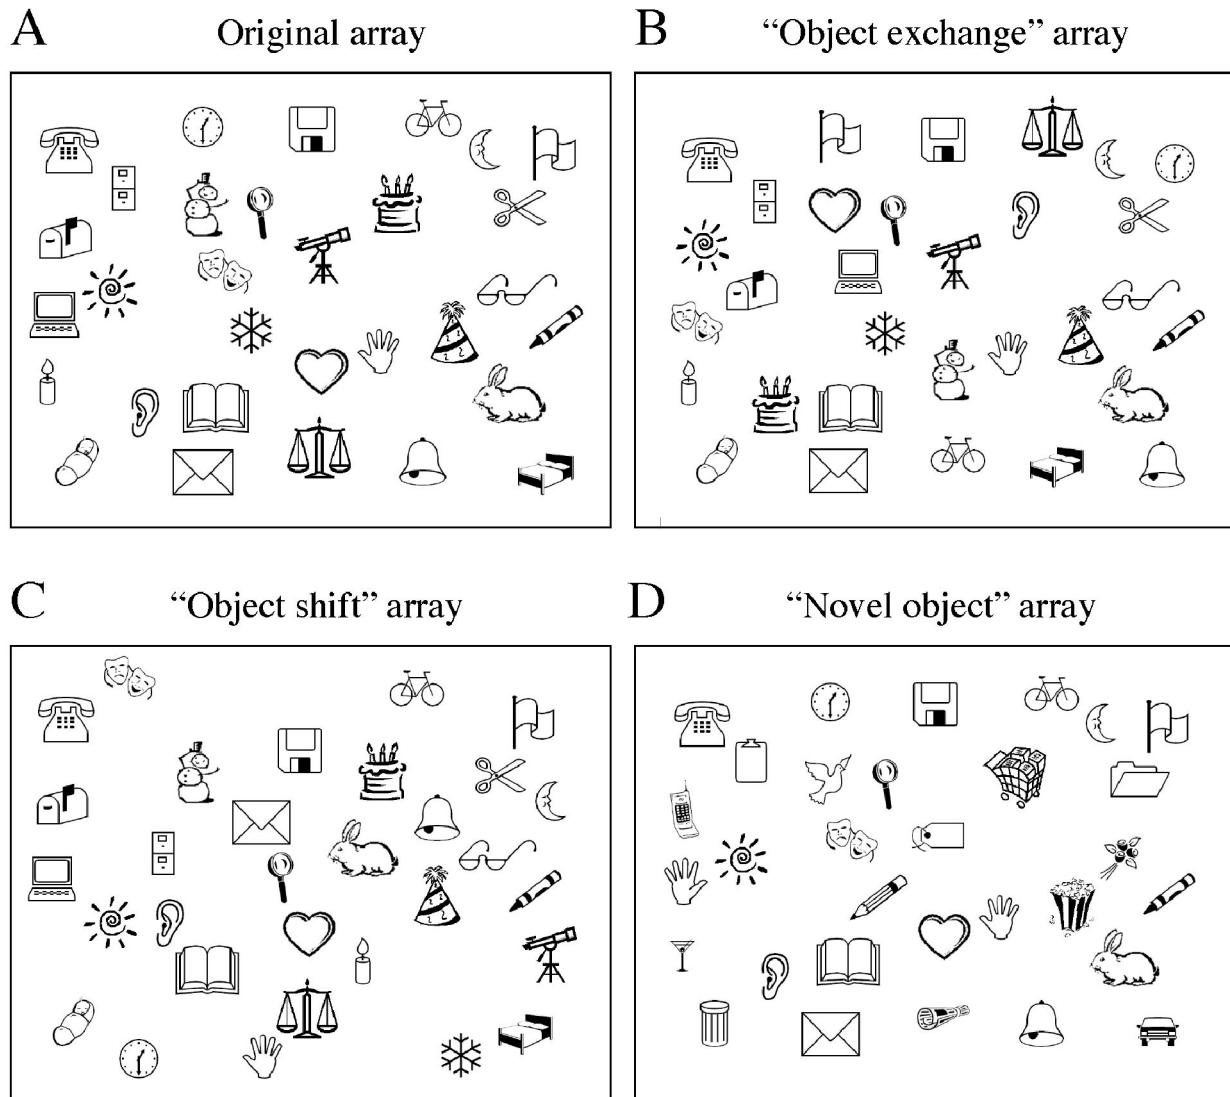 A Original array
B “Object exchange” array
C “Object shift” array
D “Novel object” array